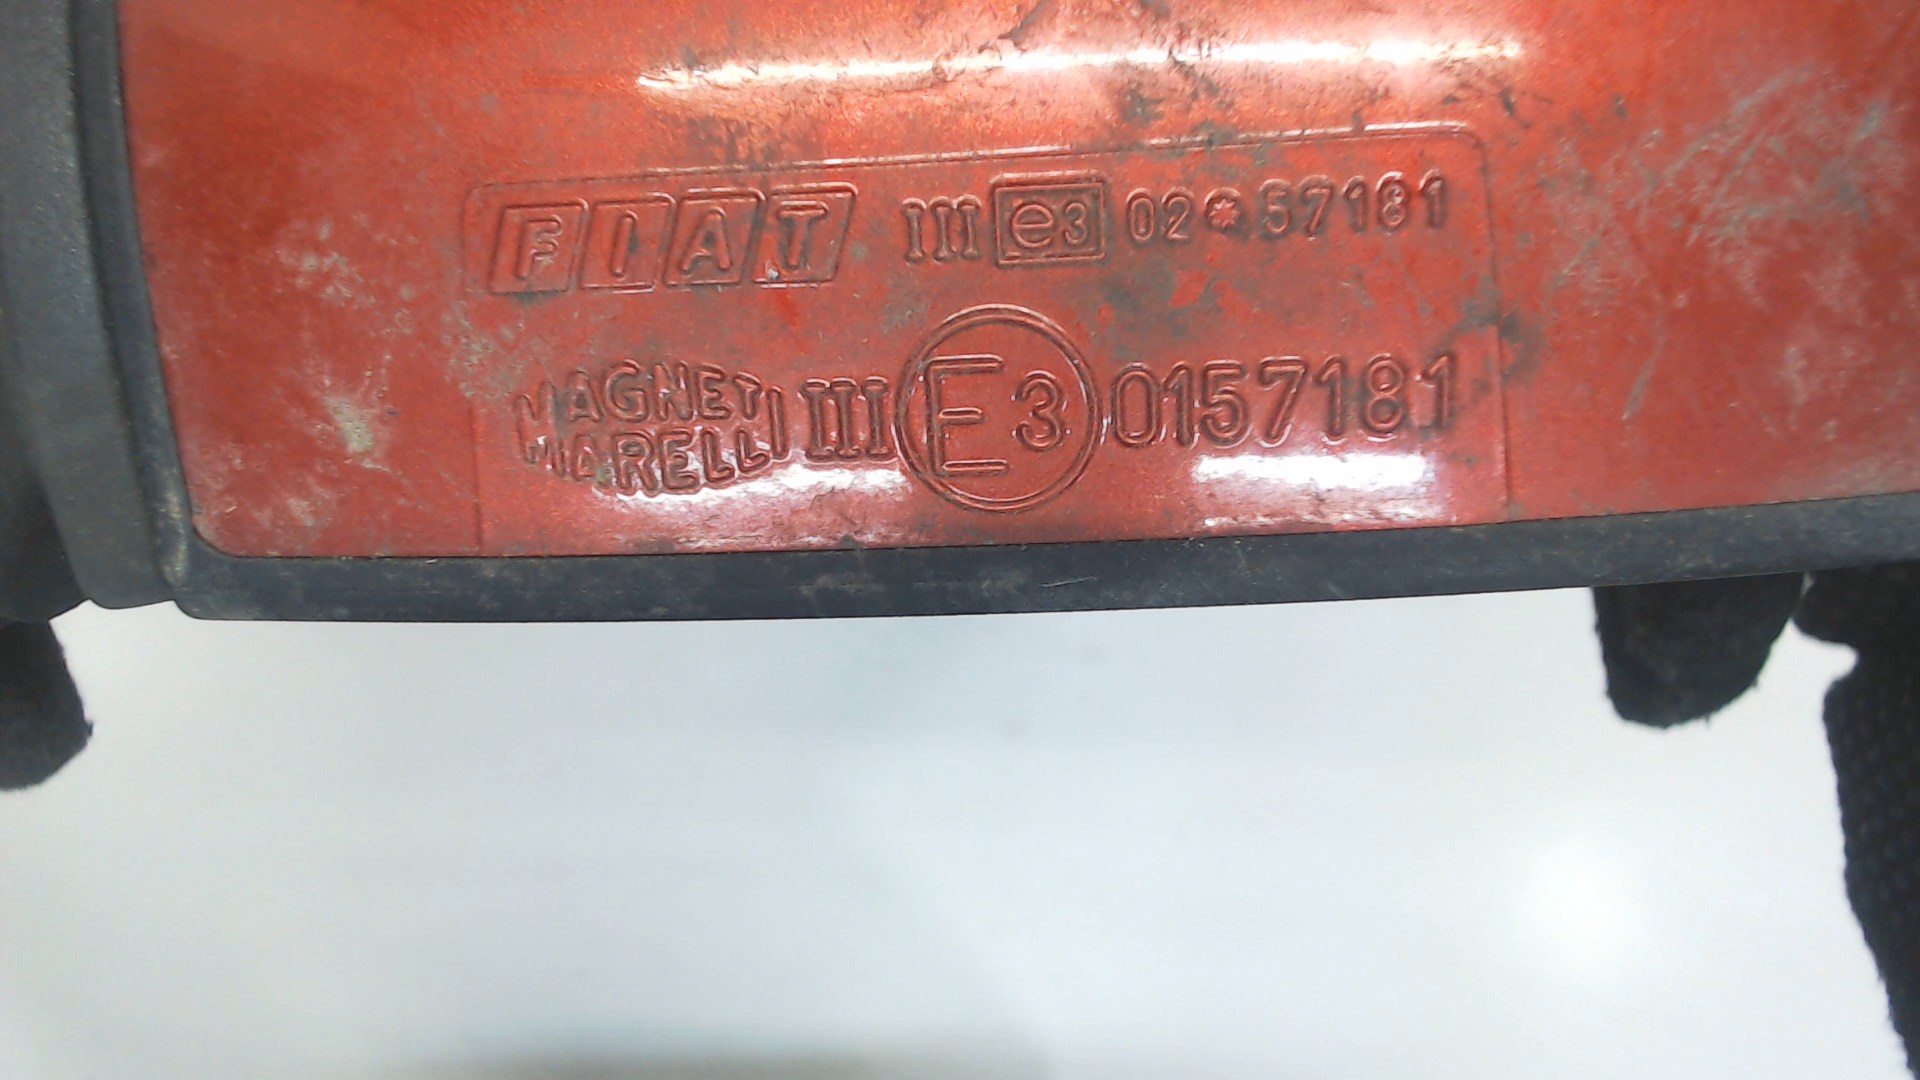 FIAT III e3 02*57181
MAGNETI MARELLI III E3 0157181